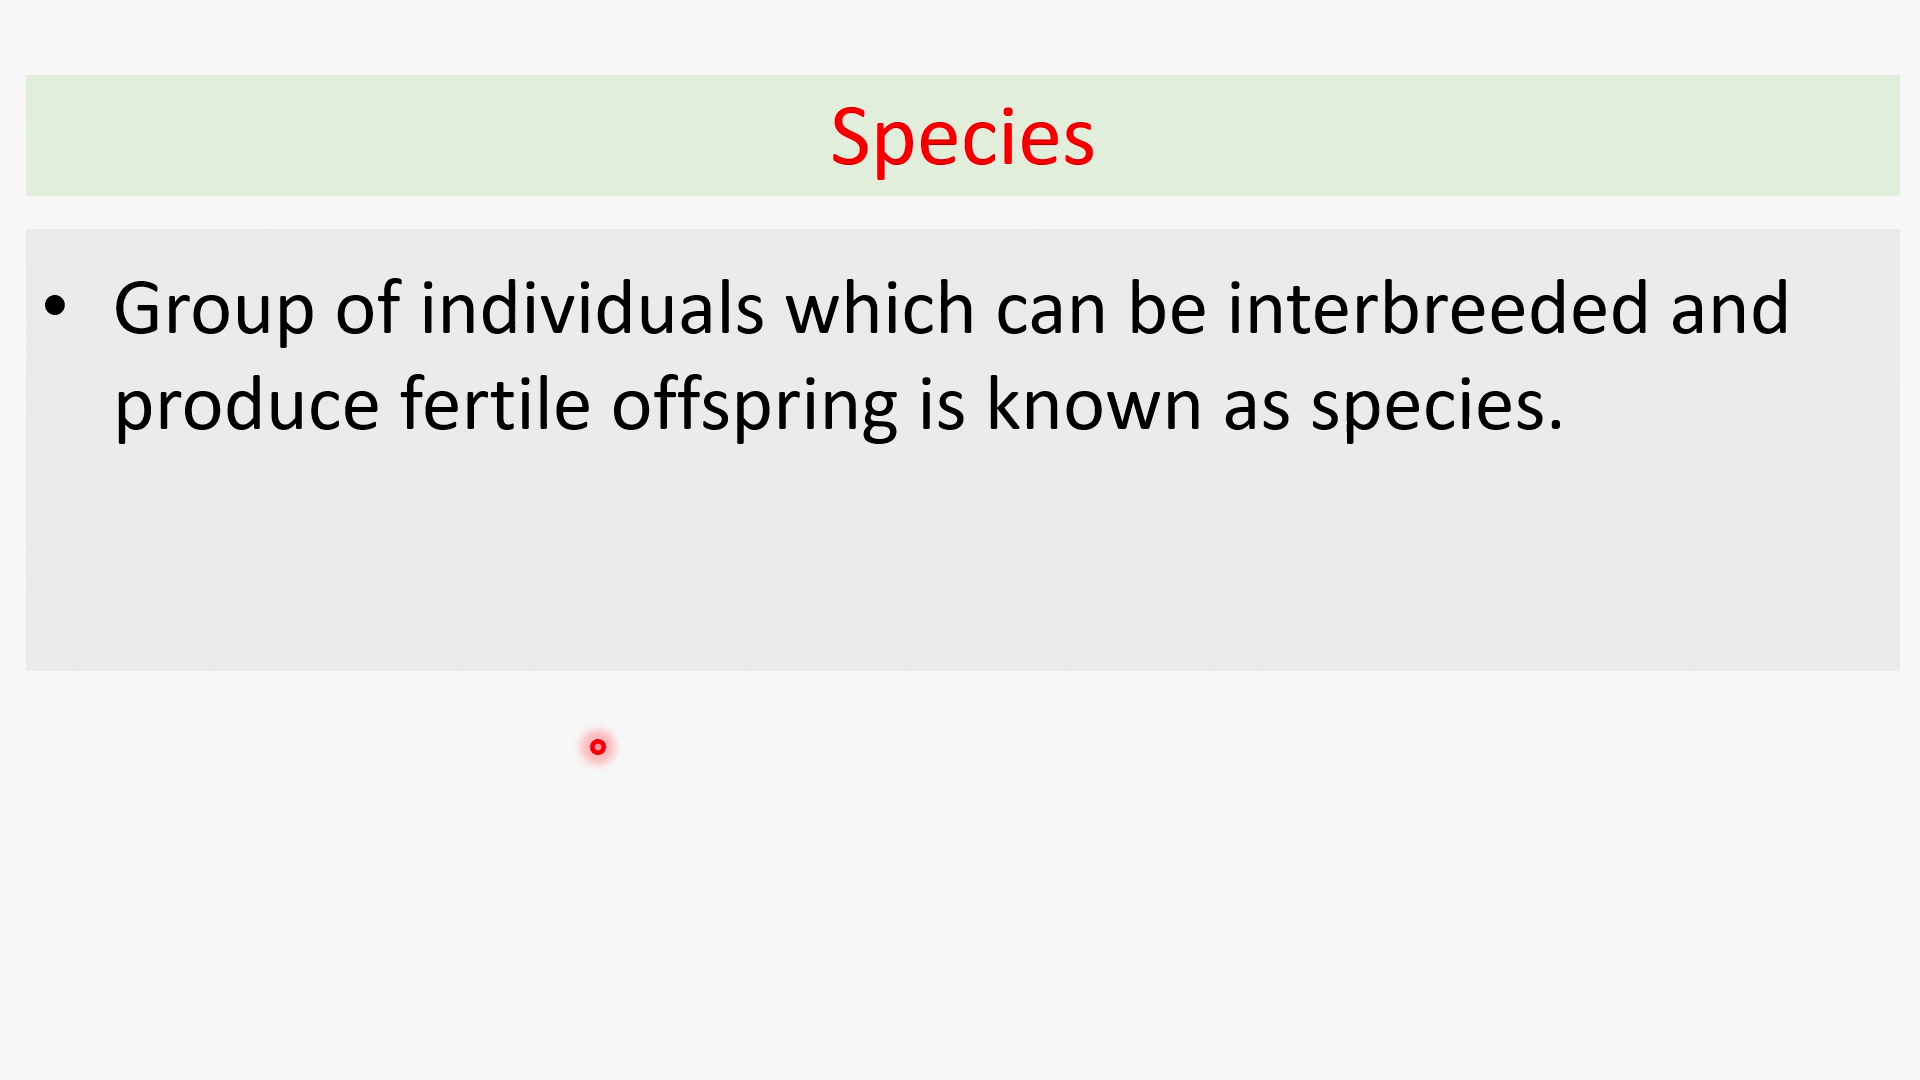 Species
• Group of individuals which can be interbreeded and
produce fertile offspring is known as species.